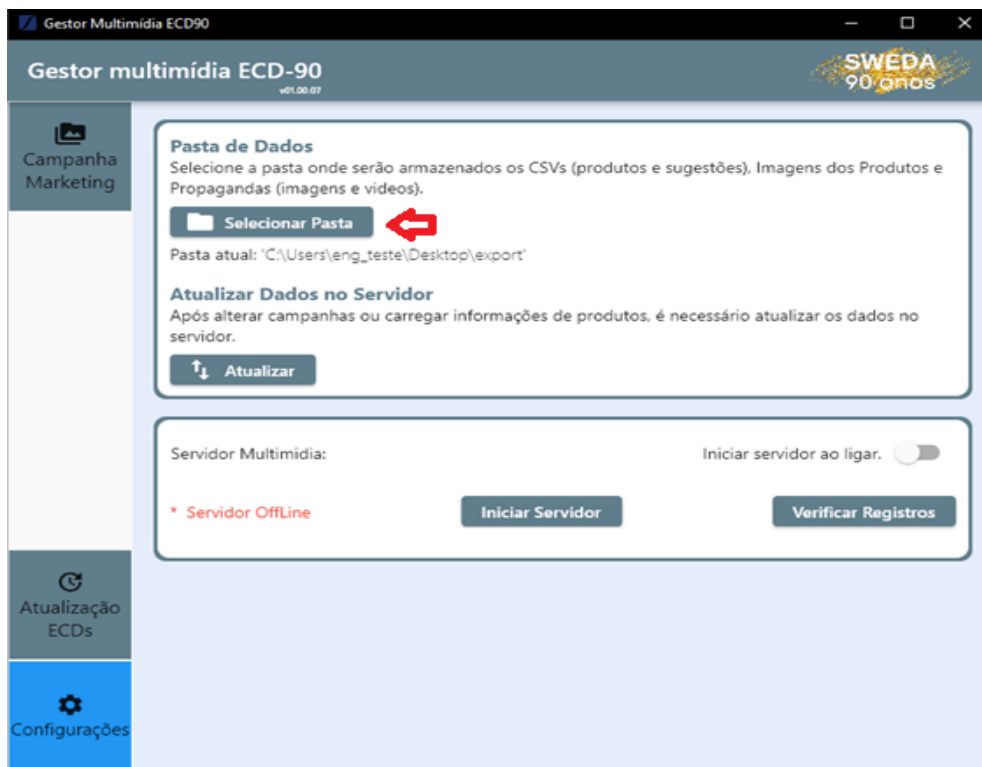 Gestor Multimídia ECD90
Gestor multimídia ECD-90
v01.00.07
SWEDA
90 anos
Campanha
Marketing
Pasta de Dados
Selecione a pasta onde serão armazenados os CSVs (produtos e sugestões), Imagens dos Produtos e
Propagandas (imagens e videos).
Selecionar Pasta
Pasta atual: 'C:\Users\eng_teste\Desktop\export'
Atualizar Dados no Servidor
Após alterar campanhas ou carregar informações de produtos, é necessário atualizar os dados no
servidor.
Atualizar
Servidor Multimidia:
Iniciar servidor ao ligar.
* Servidor OffLine
Iniciar Servidor
Verificar Registros
Atualização
ECDs
Configurações